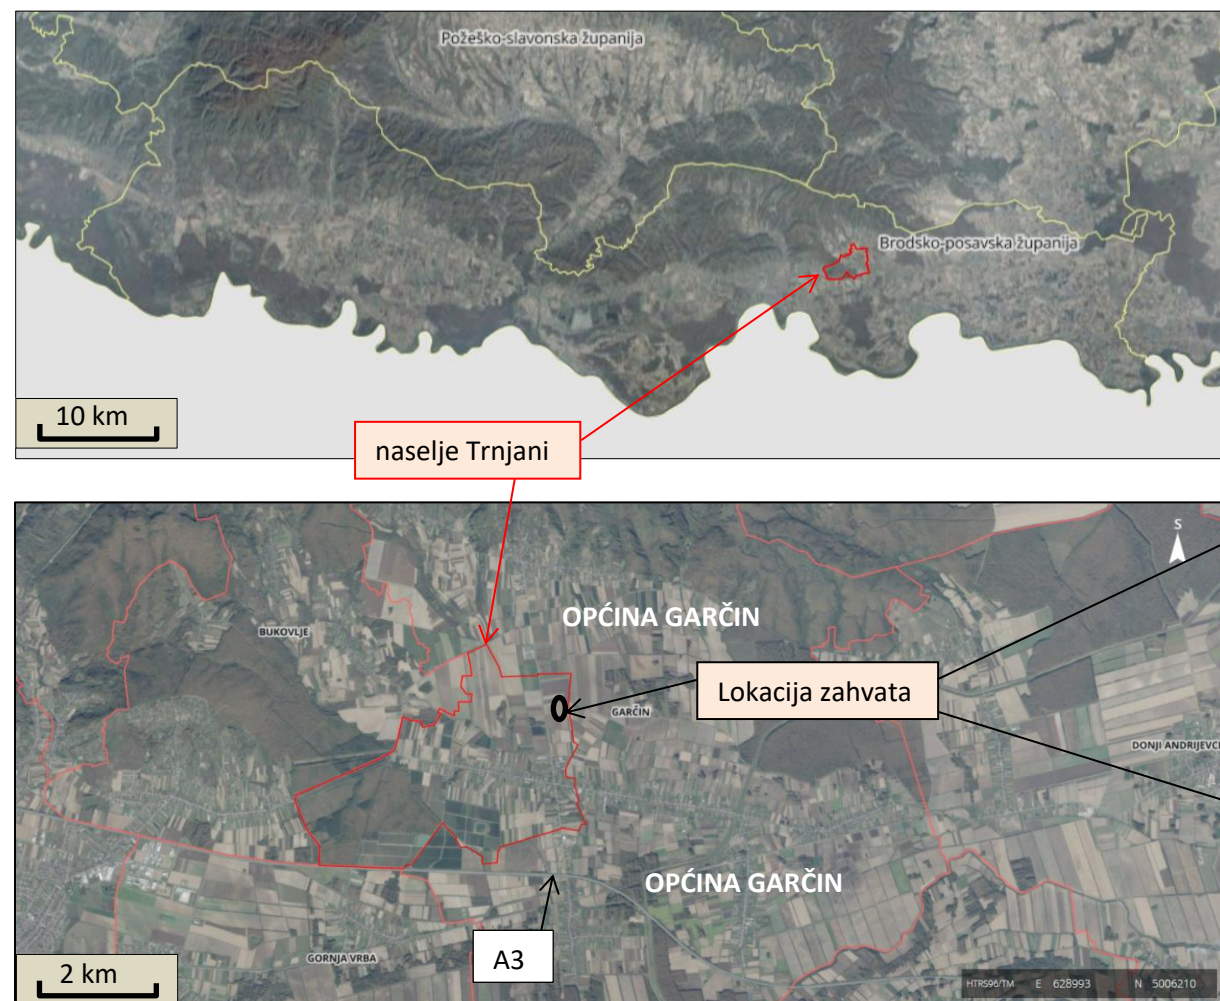 Požeško-slavonska županija
Brodsko-posavska županija
10 km
naselje Trnjani
S
OPĆINA GARČIN
BUKOVLJE
Lokacija zahvata
GARČIN
DONJI ANDRIJEVCI
OPĆINA GARČIN
A3
GORNJA VRBA
2 km
HTRS96/TM E 628993 N 5006210